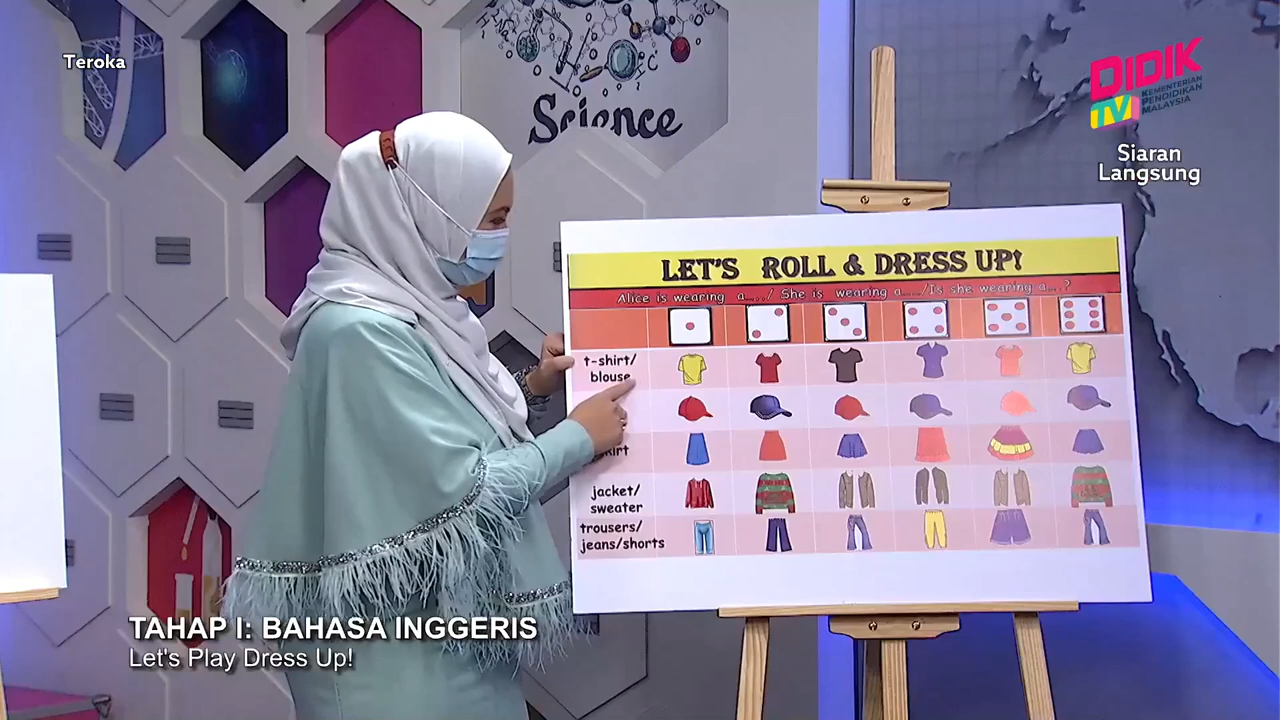 Teroka
Science
DIDIK
TV
KEMENTERIAN
PENDIDIKAN
MALAYSIA
Siaran
Langsung
LET'S ROLL & DRESS UP!
Alice is wearing a..../ She is wearing a...../Is she wearing a....?
t-shirt/
blouse
jacket/
sweater
trousers/
jeans/shorts
TAHAP I: BAHASA INGGERIS
Let's Play Dress Up!